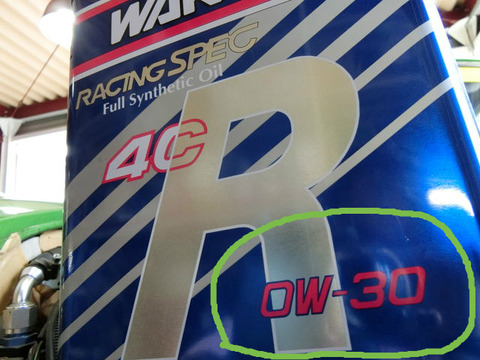 RACING SPEC
Full Synthetic Oil
4C
R
0W-30